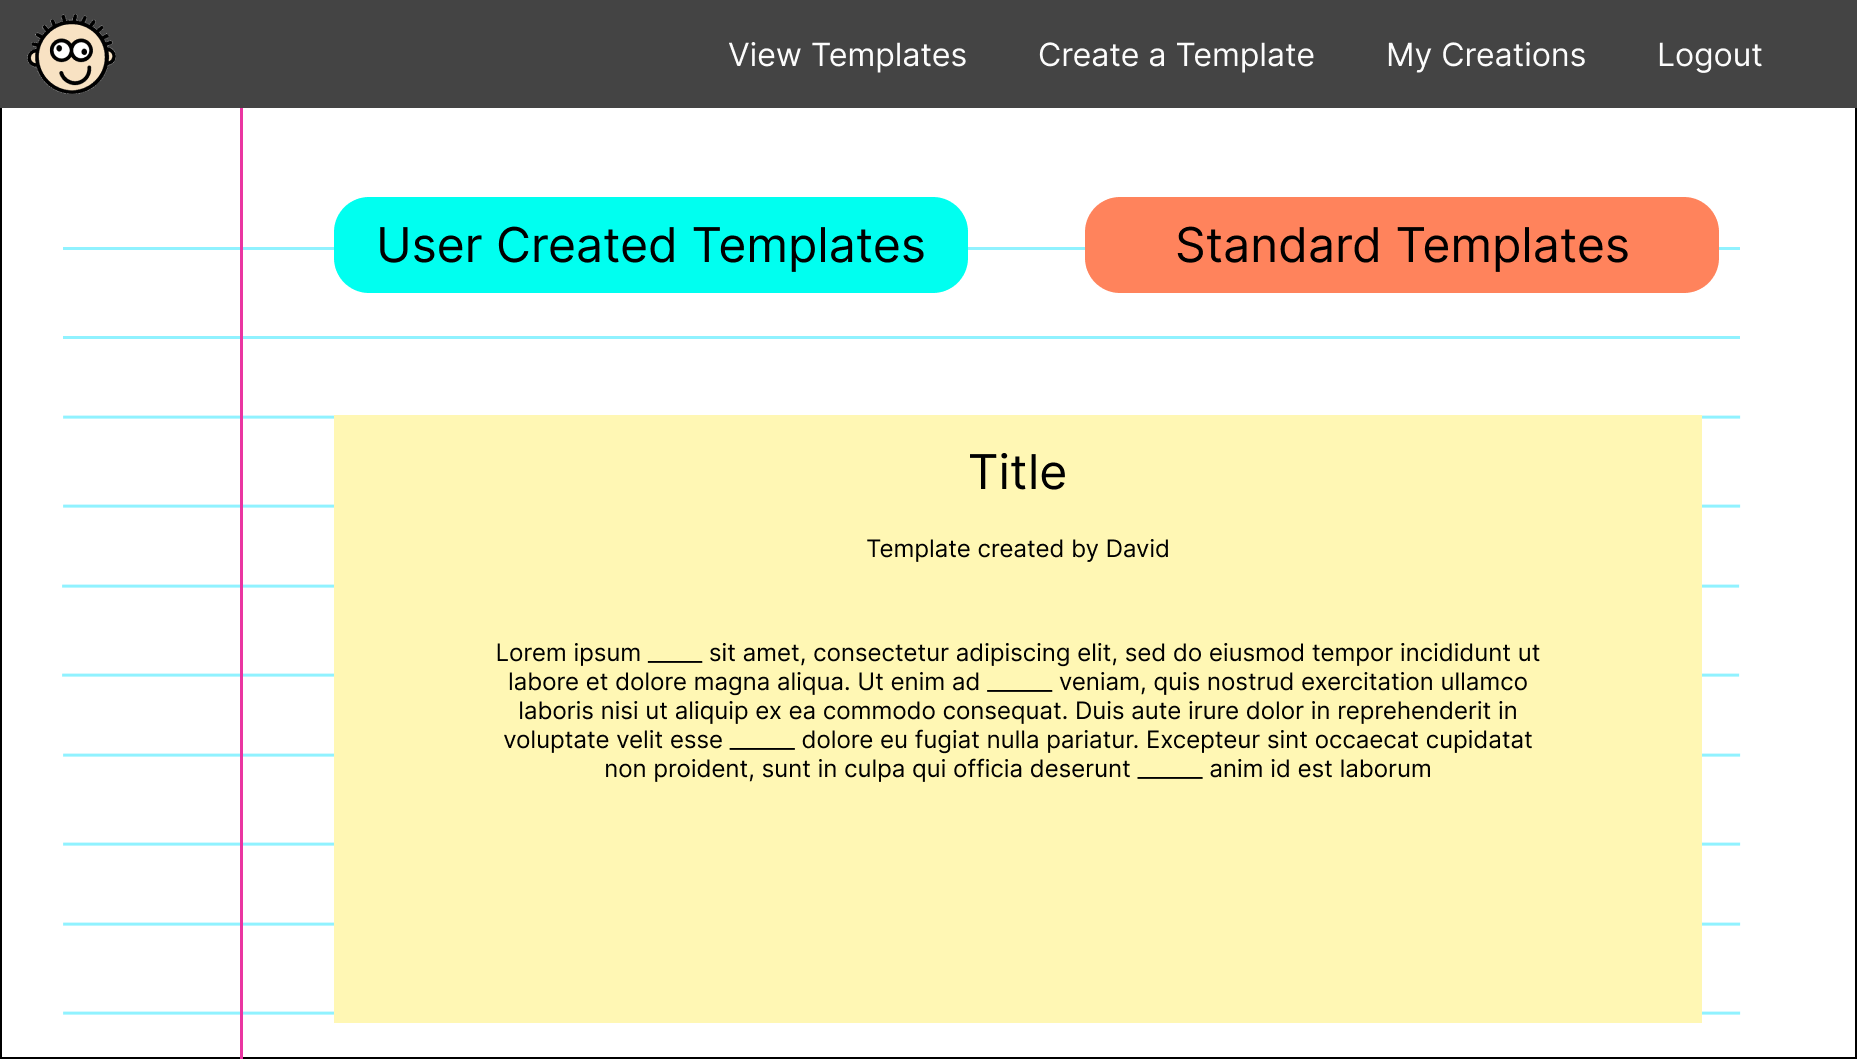 View Templates
Create a Template
My Creations
Logout
User Created Templates
Standard Templates
Title
Template created by David
Lorem ipsum _____ sit amet, consectetur adipiscing elit, sed do eiusmod tempor incididunt ut
labore et dolore magna aliqua. Ut enim ad ______ veniam, quis nostrud exercitation ullamco
laboris nisi ut aliquip ex ea commodo consequat. Duis aute irure dolor in reprehenderit in
voluptate velit esse ______ dolore eu fugiat nulla pariatur. Excepteur sint occaecat cupidatat
non proident, sunt in culpa qui officia deserunt ______ anim id est laborum